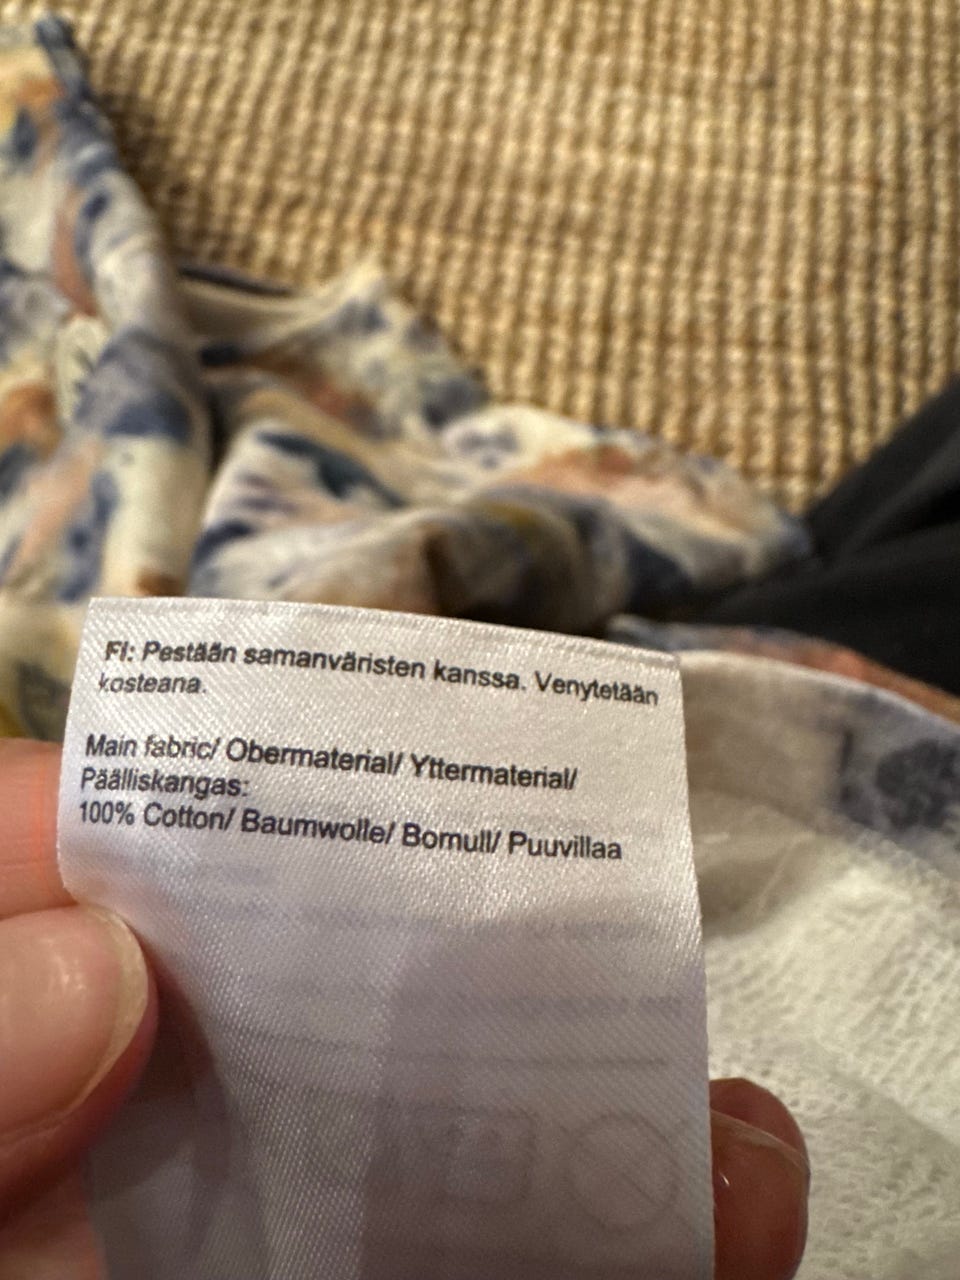 FI: Pestään samanväristen kanssa. Venytetään
kosteana.
Main fabric/ Obermaterial/ Yttermaterial/
Päälliskangas:
100% Cotton/ Baumwolle/ Bomull/ Puuvillaa